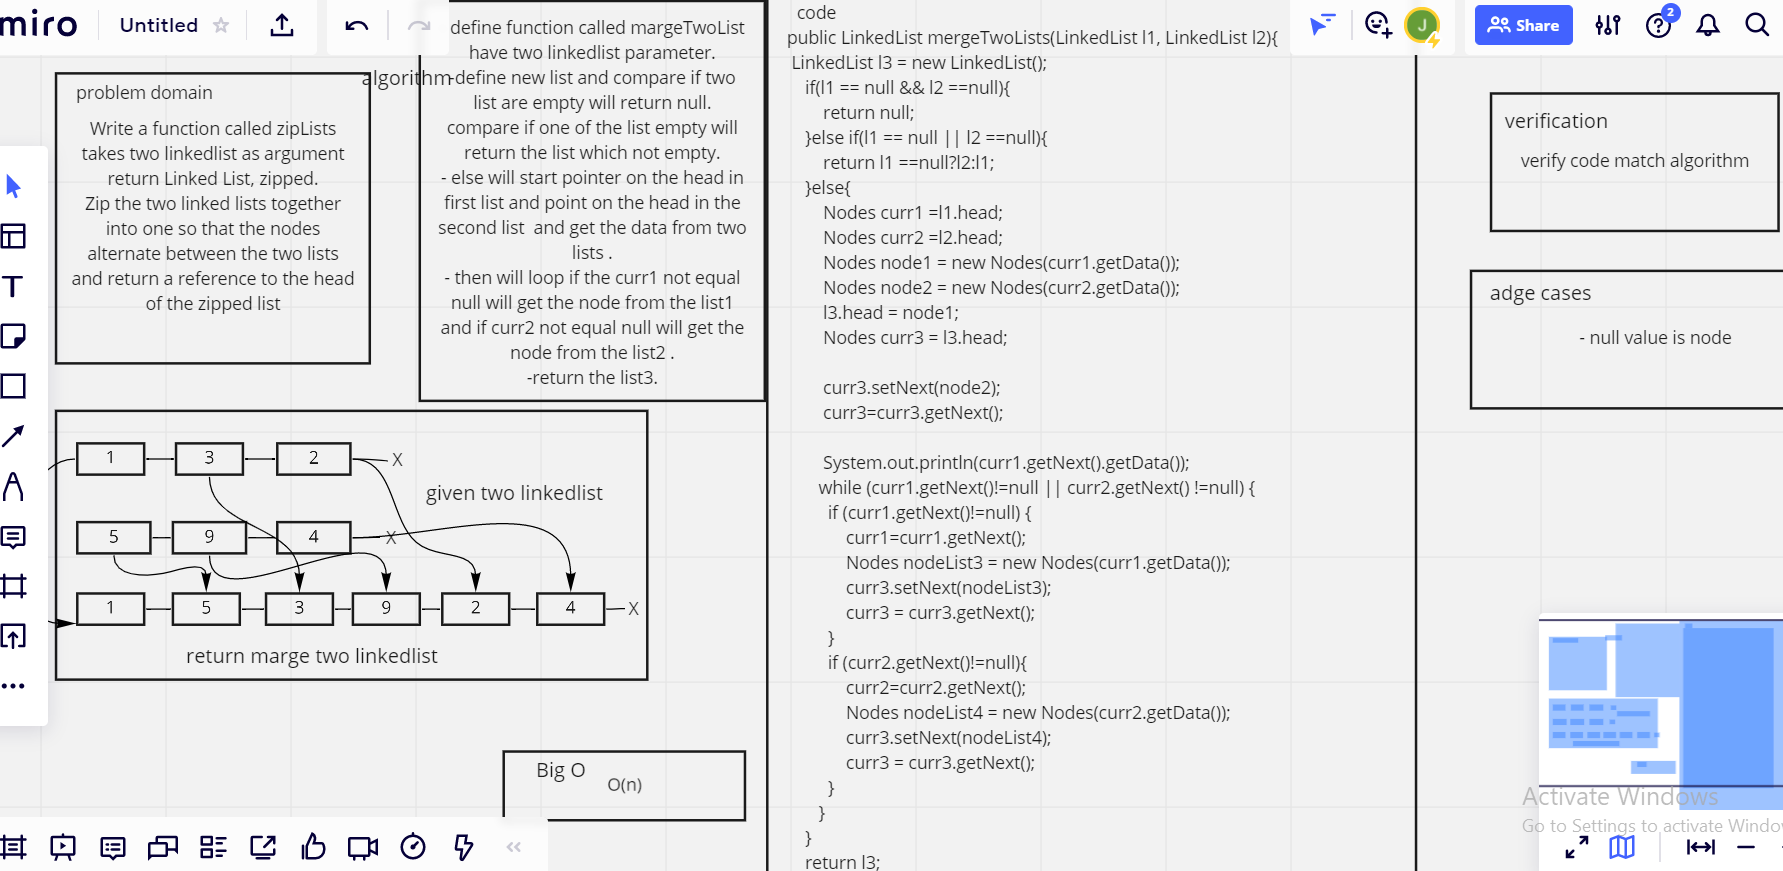 miro
Untitled
Share
2
J
problem domain
Write a function called zipLists
takes two linkedlist as argument
return Linked List, zipped.
Zip the two linked lists together
into one so that the nodes
alternate between the two lists
and return a reference to the head
of the zipped list
algorithm
define function called margeTwoList
have two linkedlist parameter.
-define new list and compare if two
list are empty will return null.
compare if one of the list empty will
return the list which not empty.
- else will start pointer on the head in
first list and point on the head in the
second list and get the data from two
lists .
- then will loop if the curr1 not equal
null will get the node from the list1
and if curr2 not equal null will get the
node from the list2 .
-return the list3.
1 3 2 X
given two linkedlist
5 9 4 X
1 5 3 9 2 4 X
return marge two linkedlist
Big O
O(n)
code
public LinkedList mergeTwoLists(LinkedList l1, LinkedList l2){
LinkedList l3 = new LinkedList();
if(l1 == null && l2 ==null){
return null;
}else if(l1 == null || l2 ==null){
return l1 ==null?l2:l1;
}else{
Nodes curr1 =l1.head;
Nodes curr2 =l2.head;
Nodes node1 = new Nodes(curr1.getData());
Nodes node2 = new Nodes(curr2.getData());
l3.head = node1;
Nodes curr3 = l3.head;
curr3.setNext(node2);
curr3=curr3.getNext();
System.out.println(curr1.getNext().getData());
while (curr1.getNext()!=null || curr2.getNext() !=null) {
if (curr1.getNext()!=null) {
curr1=curr1.getNext();
Nodes nodeList3 = new Nodes(curr1.getData());
curr3.setNext(nodeList3);
curr3 = curr3.getNext();
}
if (curr2.getNext()!=null){
curr2=curr2.getNext();
Nodes nodeList4 = new Nodes(curr2.getData());
curr3.setNext(nodeList4);
curr3 = curr3.getNext();
}
}
}
return l3;
verification
verify code match algorithm
adge cases
- null value is node
Activate Windows
Go to Settings to activate Windo